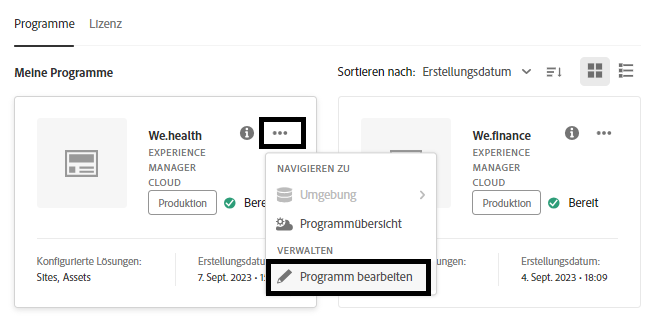 Programme Lizenz
Meine Programme
Sortieren nach: Erstellungsdatum
We.health
EXPERIENCE
MANAGER
CLOUD
Produktion Bere
Konfigurierte Lösungen: Erstellungsdatum:
Sites, Assets 7. Sept. 2023 •
NAVIGIEREN ZU
Umgebung
Programmübersicht
VERWALTEN
Programm bearbeiten
We.finance
EXPERIENCE
MANAGER
CLOUD
Produktion Bereit
ungen: Erstellungsdatum:
4. Sept. 2023 • 18:09